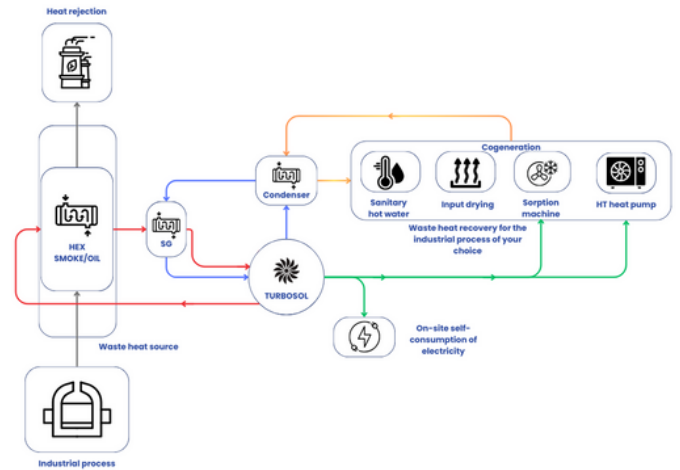 Heat rejection
Cogeneration
Condenser
Sanitary
hot water
Input drying
Sorption
machine
HT heat pump
Waste heat recovery for the
industrial process of your
choice
HEX
SMOKE/OIL
SG
TURBOSOL
On-site self-
consumption of
electricity
Waste heat source
Industrial process